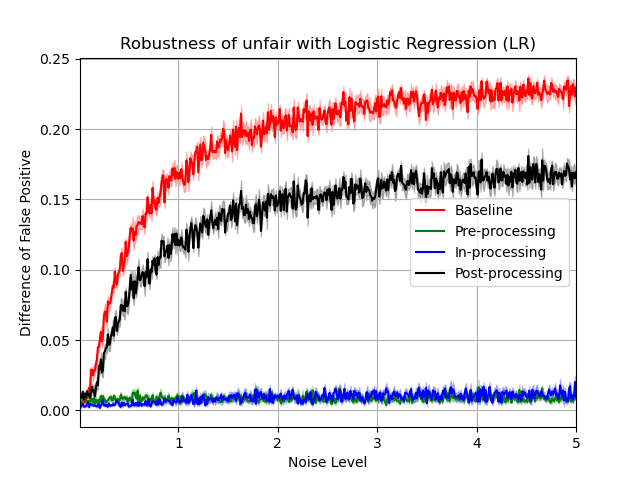 Robustness of unfair with Logistic Regression (LR)
Difference of False Positive
0.25
0.20
0.15
0.10
0.05
0.00
Baseline
Pre-processing
In-processing
Post-processing
1 2 3 4 5
Noise Level